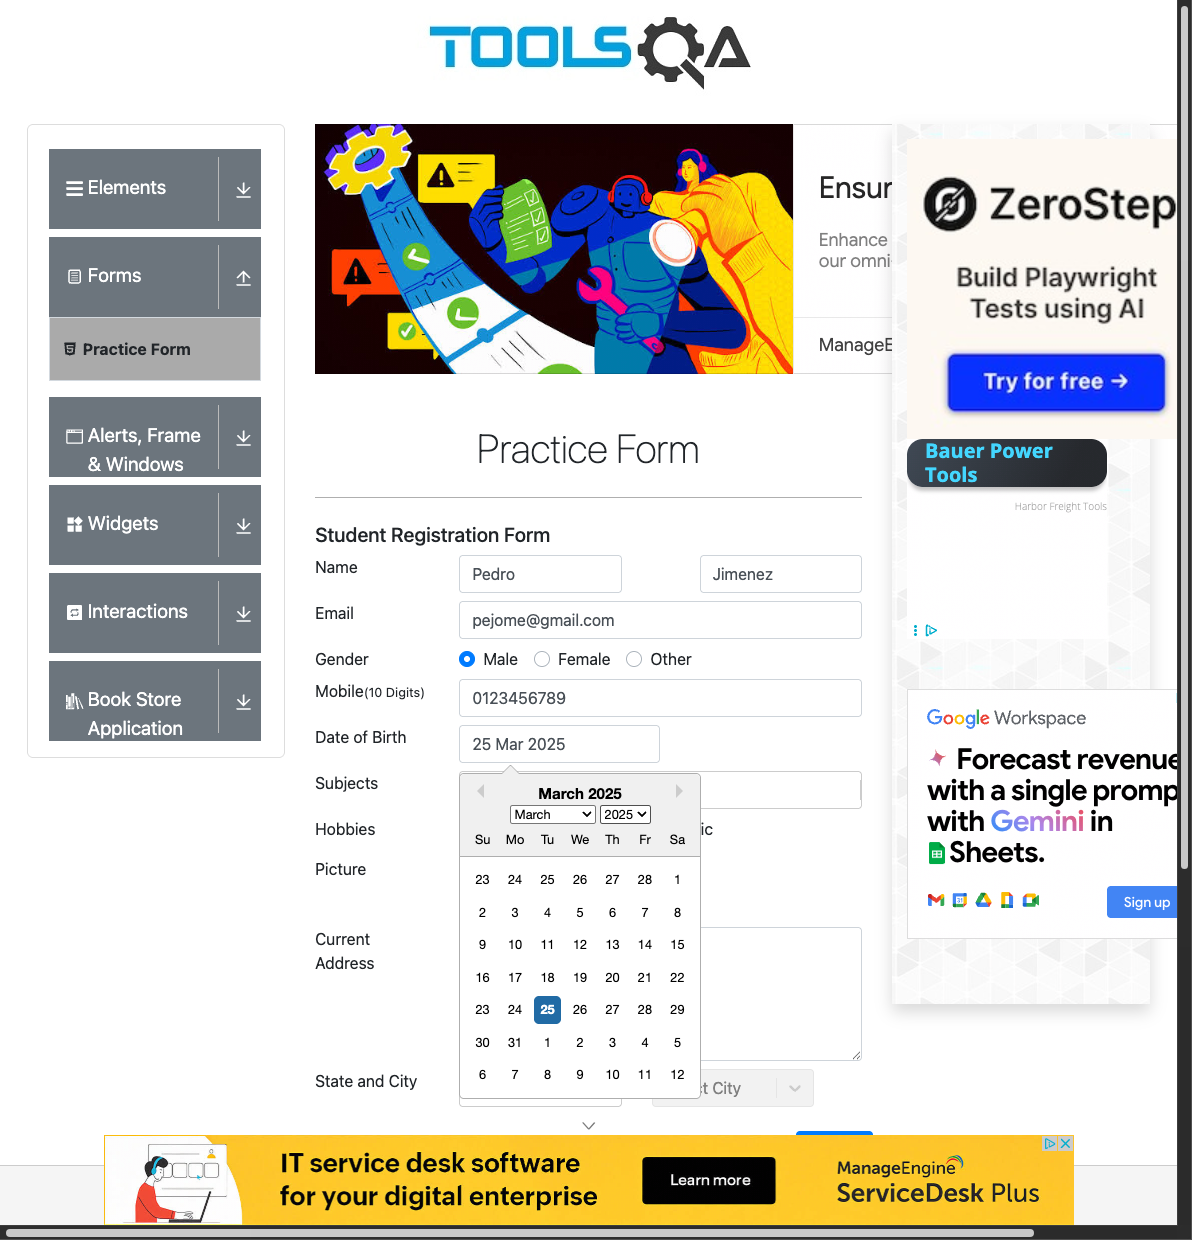 TOOLSQA
Elements
Forms
Practice Form
Alerts, Frame
& Windows
Widgets
Interactions
Book Store
Application
Ensur
Enhance
our omni
ManageE
ZeroStep
Build Playwright
Tests using AI
Try for free →
Bauer Power
Tools
Harbor Freight Tools
Practice Form
Student Registration Form
Name
Pedro
Jimenez
Email
pejome@gmail.com
Gender
Male
Female
Other
Mobile(10 Digits)
0123456789
Date of Birth
25 Mar 2025
Subjects
March 2025
March
2025
Su Mo Tu We Th Fr Sa
23 24 25 26 27 28 1
2 3 4 5 6 7 8
9 10 11 12 13 14 15
16 17 18 19 20 21 22
23 24 25 26 27 28 29
30 31 1 2 3 4 5
6 7 8 9 10 11 12
Hobbies
ic
Picture
Current
Address
State and City
t City
Google Workspace
Forecast revenue
with a single promp
with Gemini in
Sheets.
Sign up
IT service desk software
for your digital enterprise
Learn more
ManageEngine
ServiceDesk Plus